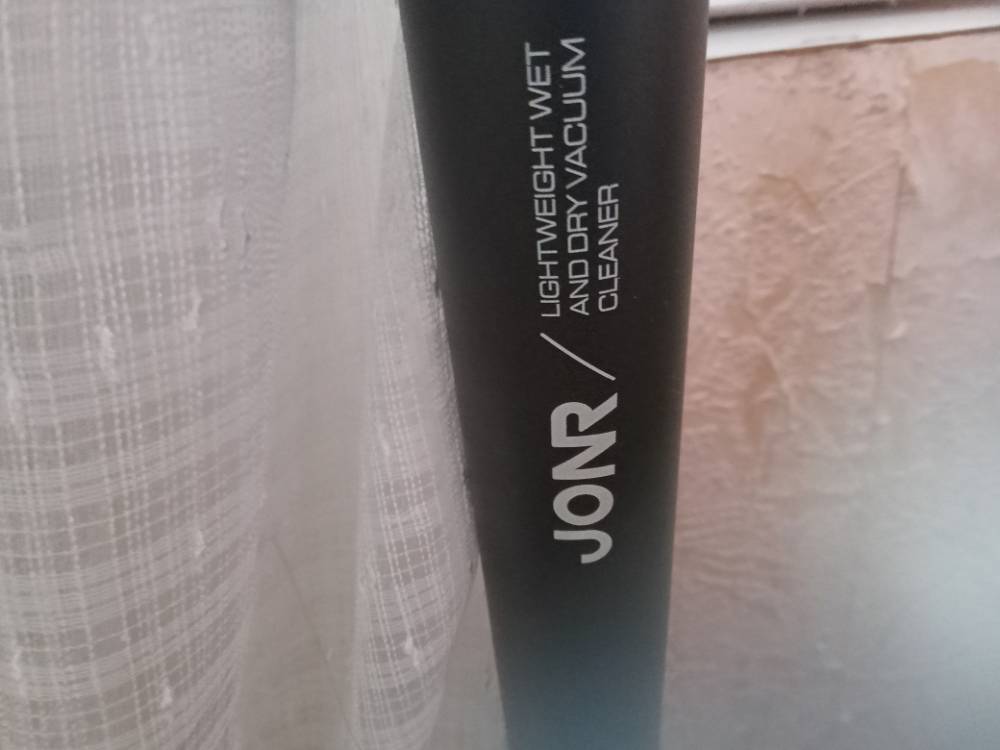 JONR /
LIGHTWEIGHT WET
AND DRY VACUUM
CLEANER